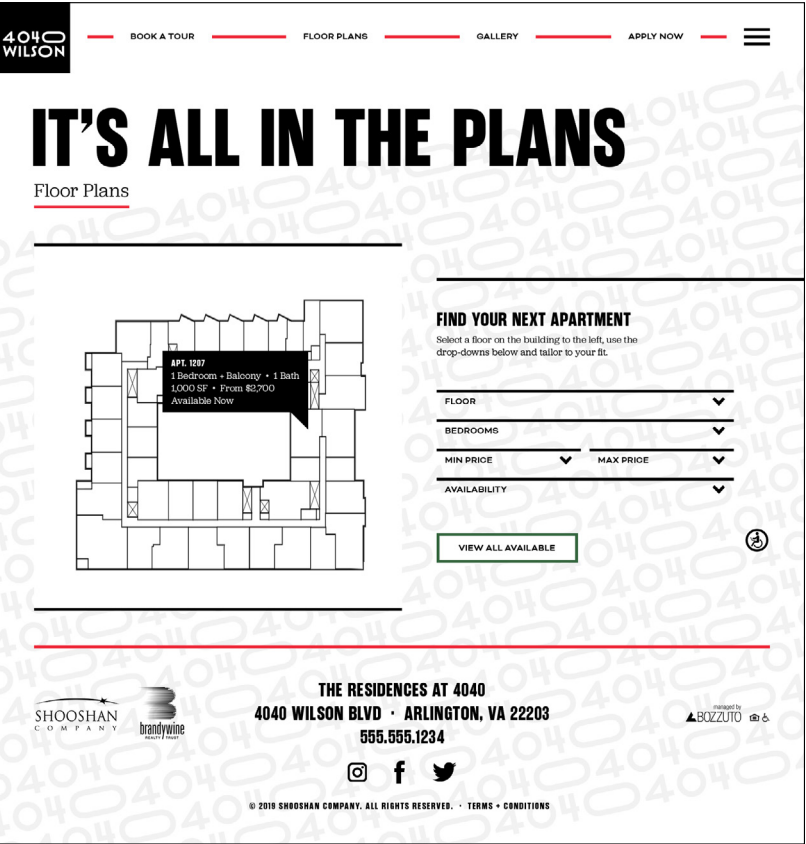 4040
WILSON
BOOK A TOUR
FLOOR PLANS
GALLERY
APPLY NOW
IT'S ALL IN THE PLANS
Floor Plans
APT. 1207
1 Bedroom + Balcony • 1 Bath
1,000 SF • From $2,700
Available Now
FIND YOUR NEXT APARTMENT
Select a floor on the building to the left, use the
drop-downs below and tailor to your fit.
FLOOR
BEDROOMS
MIN PRICE
MAX PRICE
AVAILABILITY
VIEW ALL AVAILABLE
SHOOSHAN
COMPANY
brandywine
REALTY TRUST
THE RESIDENCES AT 4040
4040 WILSON BLVD · ARLINGTON, VA 22203
555.555.1234
managed by
BOZZUTO
© 2019 SHOOSHAN COMPANY. ALL RIGHTS RESERVED. · TERMS + CONDITIONS